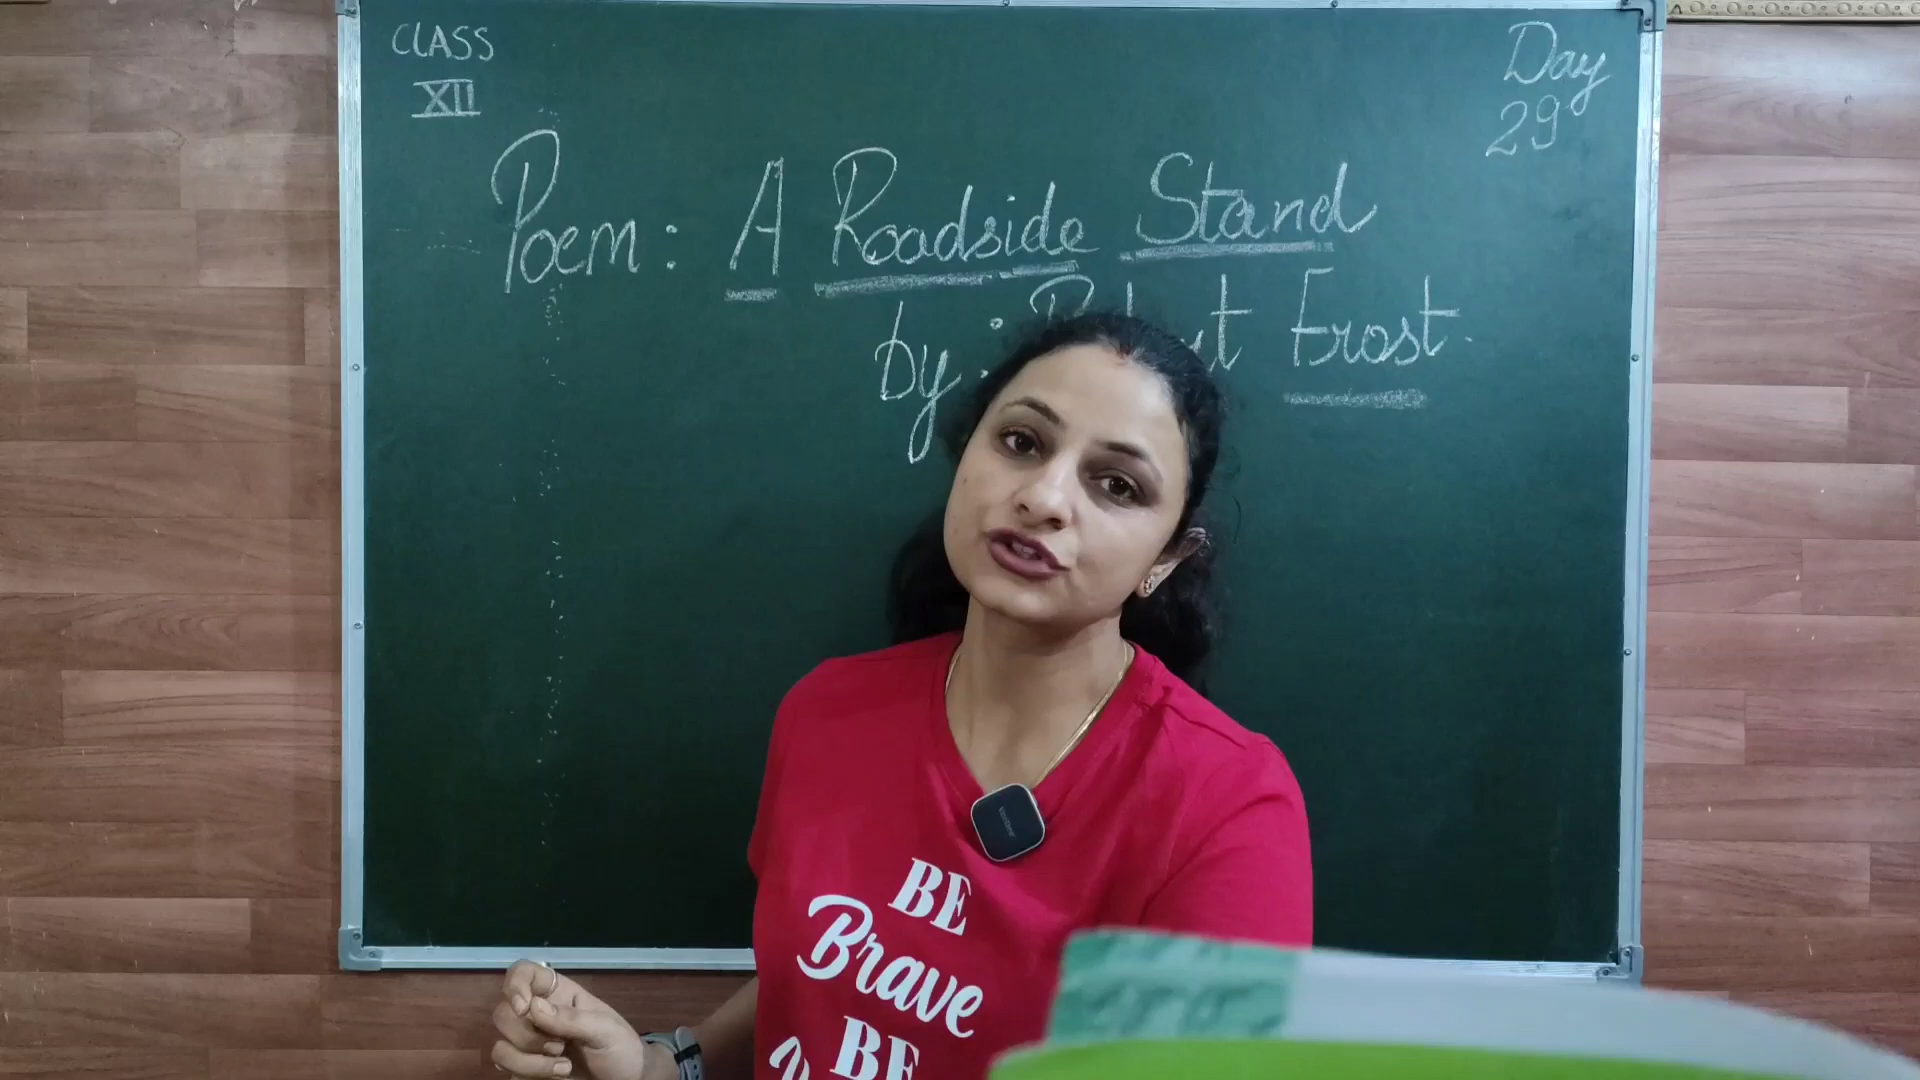 CLASS
XII
Day
29
Poem: A Roadside Stand
by: Frost.
BE
Brave
BE